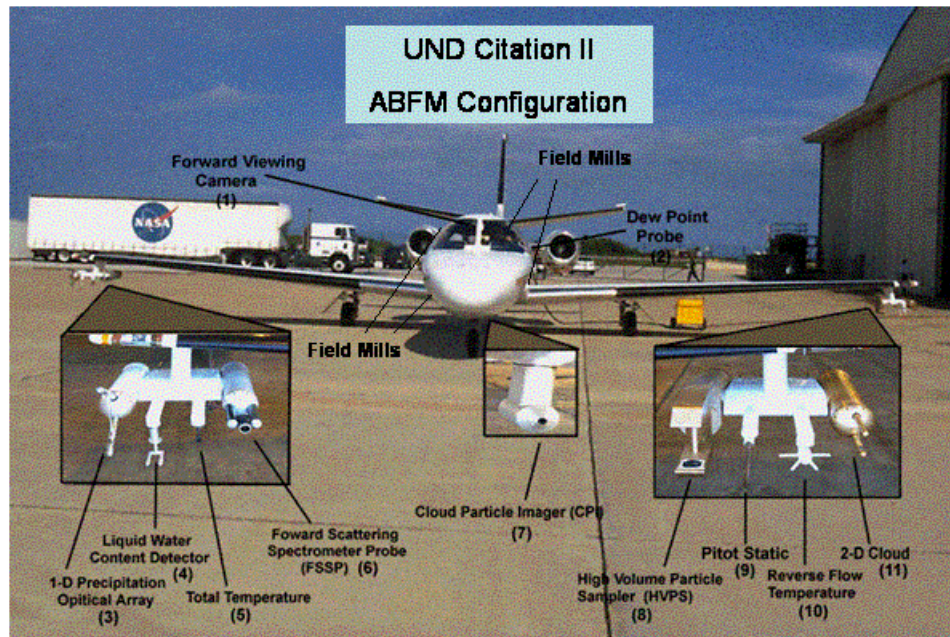 UND Citation II
ABFM Configuration
Forward Viewing
Camera
(1)
Field Mills
Dew Point
Probe
(2)
NASA
Field Mills
Cloud Particle Imager (CPI)
(7)
Liquid Water
Content Detector
(4)
1-D Precipitation
Opitical Array
(3)
Total Temperature
(5)
Foward Scattering
Spectrometer Probe
(FSSP) (6)
High Volume Particle
Sampler (HVPS)
(8)
Pitot Static
(9)
Reverse Flow
Temperature
(10)
2-D Cloud
(11)